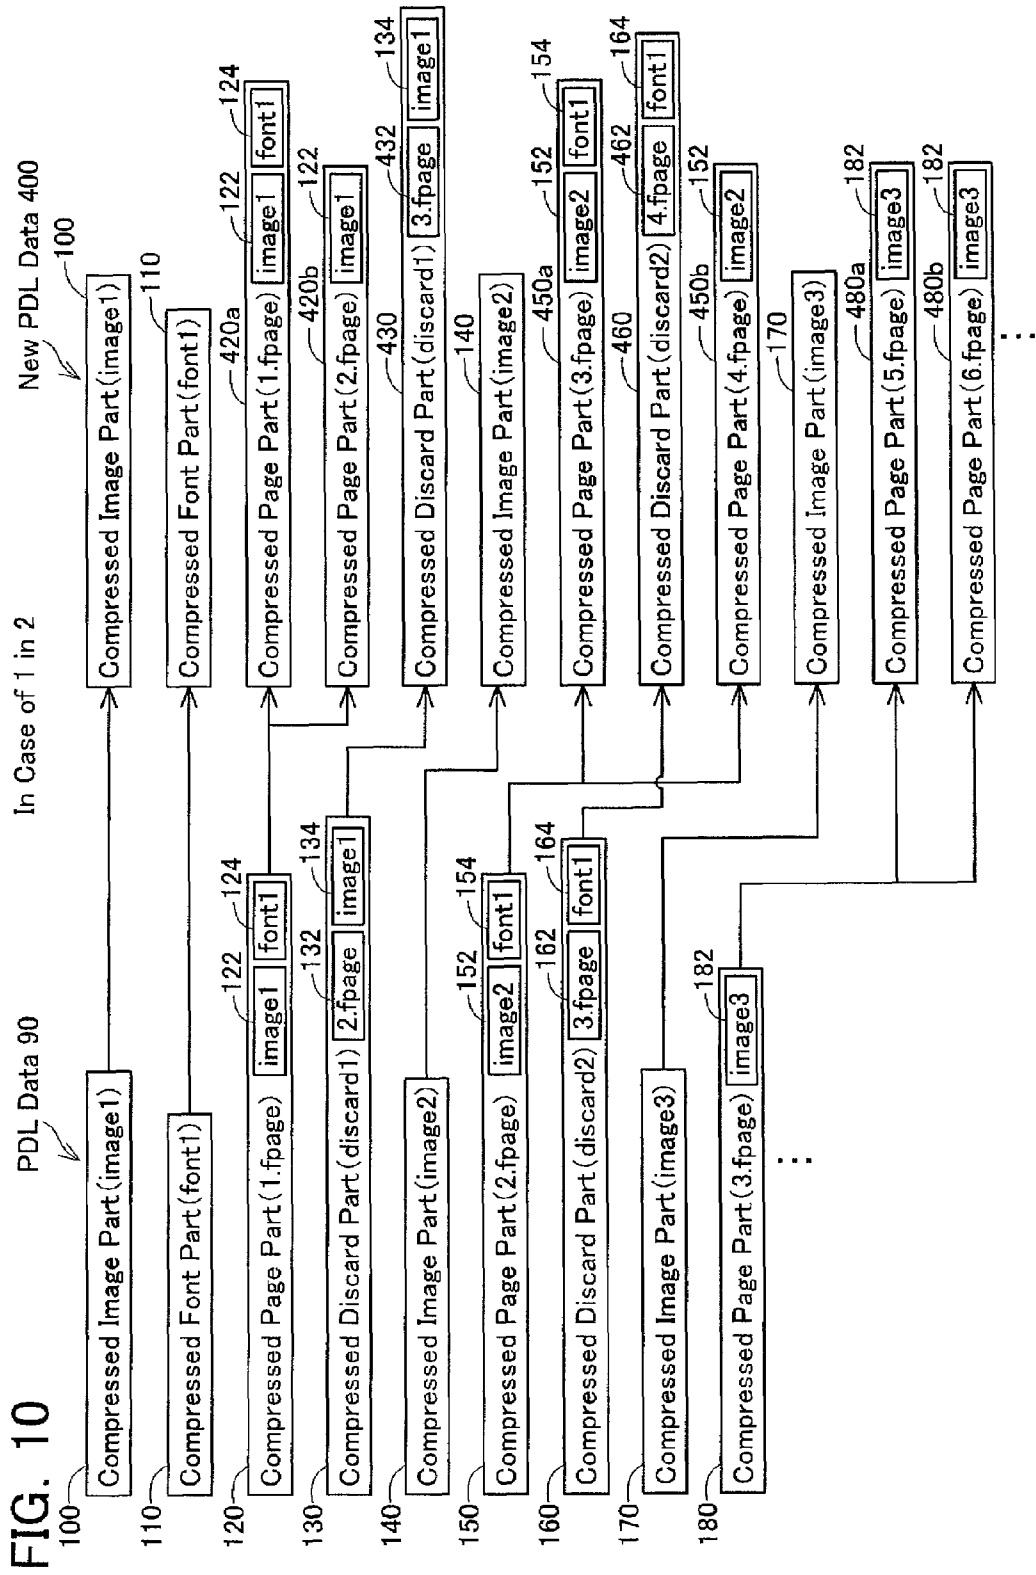 FIG. 10
In Case of 1 in 2
PDL Data 90
New PDL Data 400
100
Compressed Image Part(image1)
100
Compressed Image Part(image1)
110
Compressed Font Part(font1)
110
Compressed Font Part(font1)
120
Compressed Page Part(1.fpage)
122
image1
124
font1
420a
Compressed Page Part(1.fpage)
122
image1
124
font1
420b
Compressed Page Part(2.fpage)
122
image1
130
Compressed Discard Part(discard1)
132
2.fpage
134
image1
430
Compressed Discard Part(discard1)
432
3.fpage
134
image1
140
Compressed Image Part(image2)
140
Compressed Image Part(image2)
150
Compressed Page Part(2.fpage)
152
image2
154
font1
450a
Compressed Page Part(3.fpage)
152
image2
154
font1
160
Compressed Discard Part(discard2)
162
3.fpage
164
font1
460
Compressed Discard Part(discard2)
462
4.fpage
164
font1
450b
Compressed Page Part(4.fpage)
152
image2
170
Compressed Image Part(image3)
170
Compressed Image Part(image3)
180
Compressed Page Part(3.fpage)
182
image3
480a
Compressed Page Part(5.fpage)
182
image3
480b
Compressed Page Part(6.fpage)
182
image3
...
...